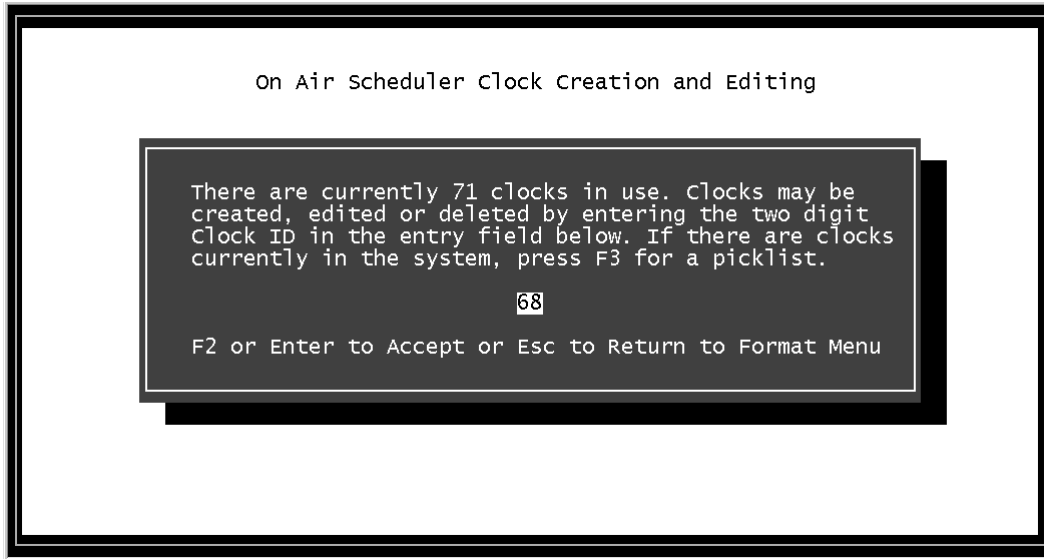 On Air Scheduler Clock Creation and Editing
There are currently 71 clocks in use. Clocks may be
created, edited or deleted by entering the two digit
Clock ID in the entry field below. If there are clocks
currently in the system, press F3 for a picklist.
68
F2 or Enter to Accept or Esc to Return to Format Menu